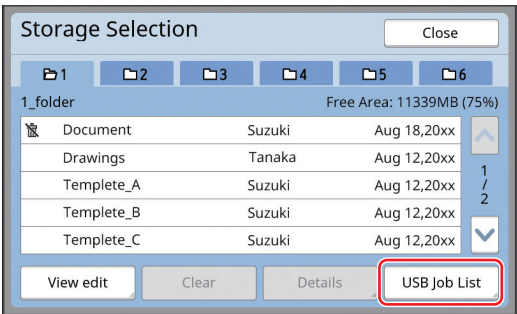 Storage Selection Close
1 2 3 4 5 6
1_folder Free Area: 11339MB (75%)
Document Suzuki Aug 18,20xx
Drawings Tanaka Aug 12,20xx
Templete_A Suzuki Aug 12,20xx
Templete_B Suzuki Aug 12,20xx
Templete_C Suzuki Aug 12,20xx
1
/
2
View edit Clear Details USB Job List